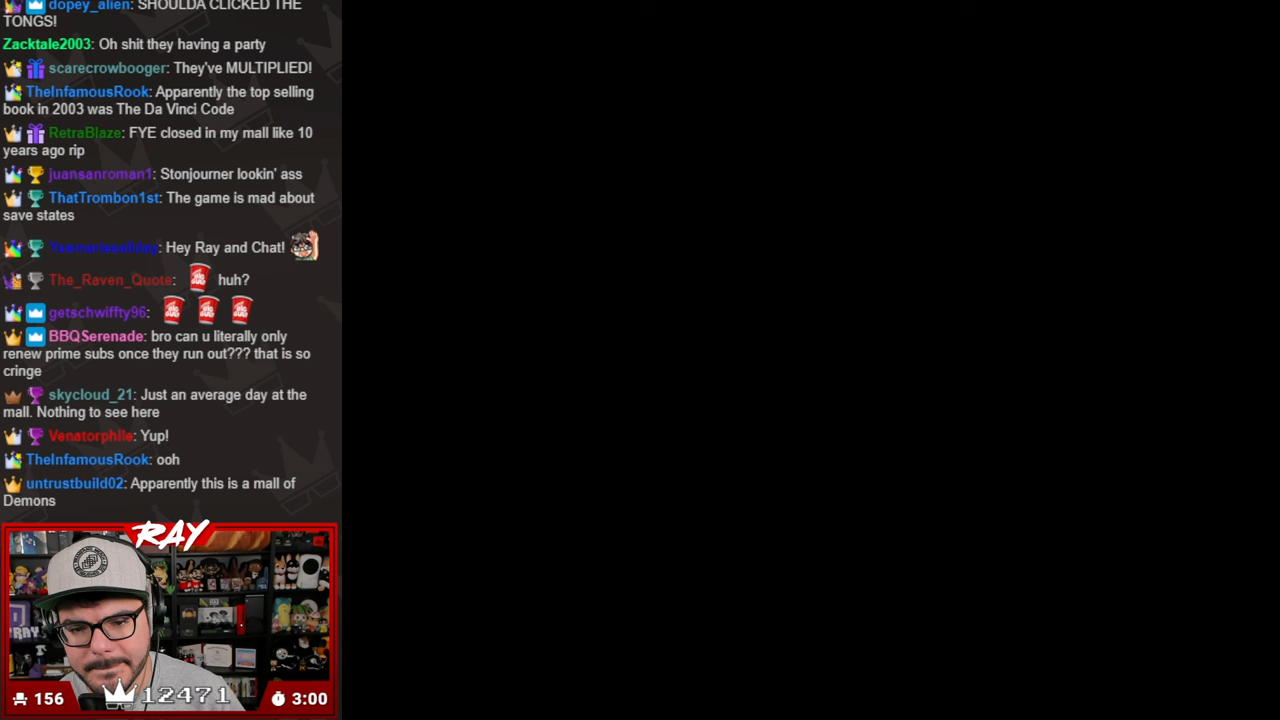 dopey_alien: SHOULDA CLICKED THE
TONGS!
Zacktale2003: Oh shit they having a party
scarecrowbooger: They've MULTIPLIED!
TheInfamousRook: Apparently the top selling
book in 2003 was The Da Vinci Code
RetraBlaze: FYE closed in my mall like 10
years ago rip
juansanroman1: Stonjourner lookin' ass
ThatTrombon1st: The game is mad about
save states
: Hey Ray and Chat!
The_Raven_Quote: huh?
getschwiffty96:
BBQSerenade: bro can u literally only
renew prime subs once they run out??? that is so
cringe
skycloud_21: Just an average day at the
mall. Nothing to see here
Venatorphile: Yup!
TheInfamousRook: ooh
untrustbuild02: Apparently this is a mall of
Demons
RAY
156
12471
3:00